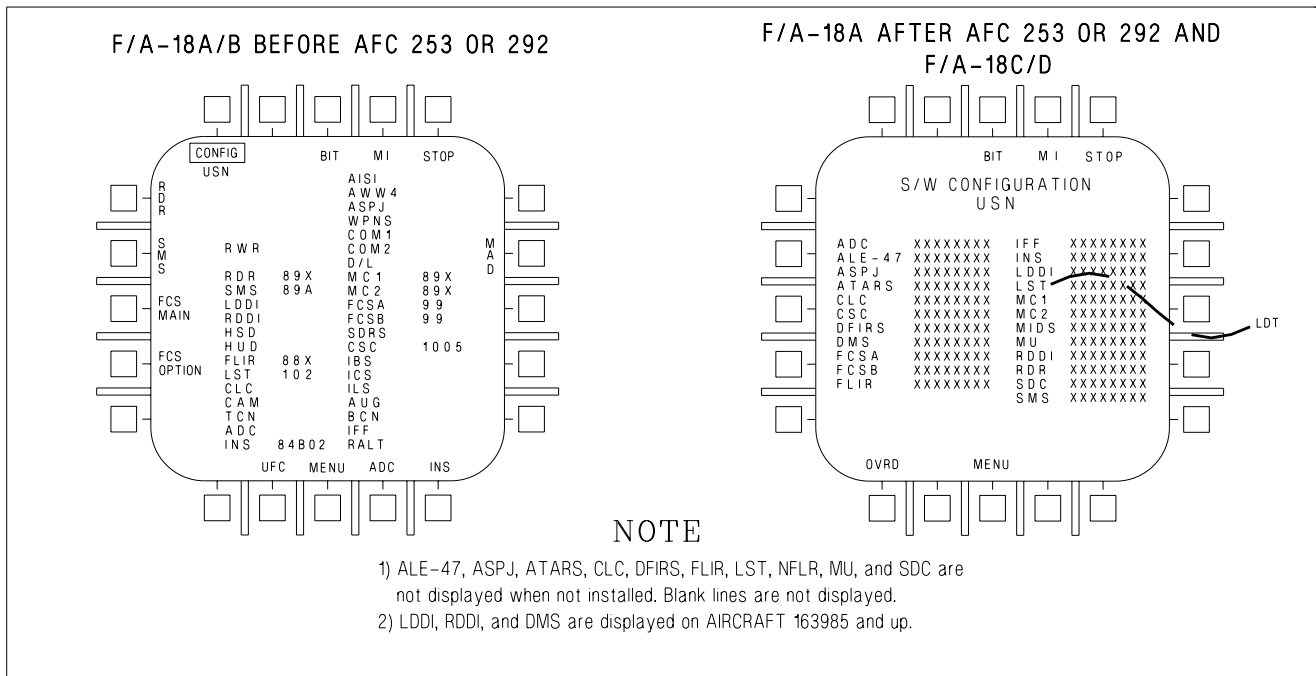 F/A-18A/B BEFORE AFC 253 OR 292
CONFIG BIT MI STOP
USN
RDR
SMS
FCS
MAIN
FCS
OPTION
RWR
RDR 89X
SMS 89A
LDDI
RDDI
HSD
HUD
FLIR 88X
LST 102
CLC
CAM
TCN
ADC
INS 84B02
AISI
AWW4
ASPJ
WPNS
COM1
COM2
D/L
MC1 89X
MC2 89X
FCSA 99
FCSB 99
SDRS
CSC 1005
IBS
ICS
ILS
AUG
BCN
IFF
RALT
MAD
UFC MENU ADC INS
F/A-18A AFTER AFC 253 OR 292 AND
F/A-18C/D
BIT MI STOP
S/W CONFIGURATION
USN
ADC XXXXXXXX
ALE-47 XXXXXXXX
ASPJ XXXXXXXX
ATARS XXXXXXXX
CLC XXXXXXXX
CSC XXXXXXXX
DFIRS XXXXXXXX
DMS XXXXXXXX
FCSA XXXXXXXX
FCSB XXXXXXXX
FLIR XXXXXXXX
IFF XXXXXXXX
INS XXXXXXXX
LDDI XXXXXXXX
LST XXXXXXXX
MC1 XXXXXXXX
MC2 XXXXXXXX
MIDS XXXXXXXX
MU XXXXXXXX
RDDI XXXXXXXX
RDR XXXXXXXX
SDC XXXXXXXX
SMS XXXXXXXX
LDT
OVRD MENU
NOTE
1) ALE-47, ASPJ, ATARS, CLC, DFIRS, FLIR, LST, NFLR, MU, and SDC are
not displayed when not installed. Blank lines are not displayed.
2) LDDI, RDDI, and DMS are displayed on AIRCRAFT 163985 and up.